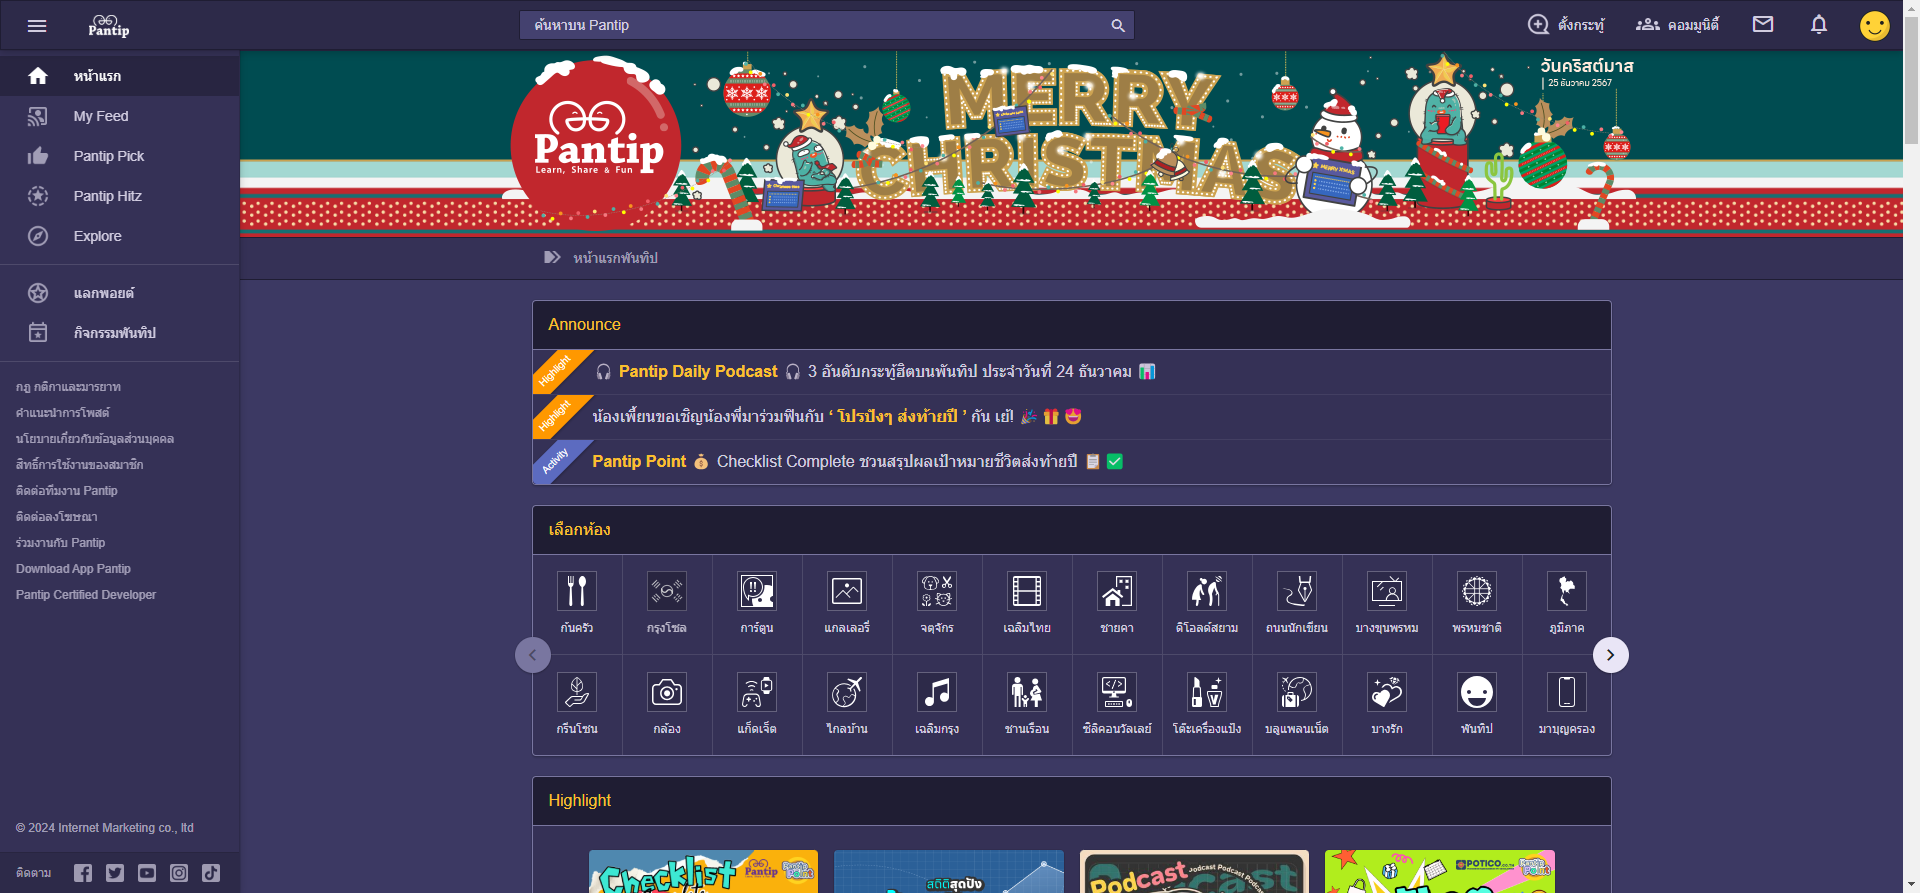 Pantip
ค้นหาบน Pantip
ตั้งกระทู้
คอมมูนิตี้
หน้าแรก
My Feed
Pantip Pick
Pantip Hitz
Explore
แลกพอยต์
กิจกรรมพันทิป
กฎ กติกาและมารยาท
คำแนะนำการโพสต์
นโยบายเกี่ยวกับข้อมูลส่วนบุคคล
สิทธิ์การใช้งานของสมาชิก
ติดต่อทีมงาน Pantip
ติดต่อลงโฆษณา
ร่วมงานกับ Pantip
Download App Pantip
Pantip Certified Developer
© 2024 Internet Marketing co., ltd
ติดตาม
Pantip
Learn, Share & Fun
MERRY
CHRISTMAS
MERRY XMAS
วันคริสต์มาส
25 ธันวาคม 2567
หน้าแรกพันทิป
Announce
Highlight
🎧 Pantip Daily Podcast 🎧 3 อันดับกระทู้ฮิตบนพันทิป ประจำวันที่ 24 ธันวาคม 📊
Highlight
น้องเพี้ยนขอเชิญน้องพี่มาร่วมฟินกับ ‘ โปรปังๆ ส่งท้ายปี ’ กัน เย้! 🎉 🎁 😍
Activity
Pantip Point 💰 Checklist Complete ชวนสรุปผลเป้าหมายชีวิตส่งท้ายปี 📋 ✅
เลือกห้อง
ก้นครัว
กรุงโซล
การ์ตูน
แกลเลอรี่
จตุจักร
เฉลิมไทย
ชายคา
ดิโอลด์สยาม
ถนนนักเขียน
บางขุนพรหม
พรหมชาติ
ภูมิภาค
กรีนโซน
กล้อง
แก็ดเจ็ต
ไกลบ้าน
เฉลิมกรุง
ชานเรือน
ซิลิคอนวัลเลย์
โต๊ะเครื่องแป้ง
บลูแพลนเน็ต
บางรัก
พันทิป
มาบุญครอง
Highlight
Checklist
Pantip
Pantip Point
สถิติสุดปัง
Podcast
POTICO.CO.TH
Pantip Point